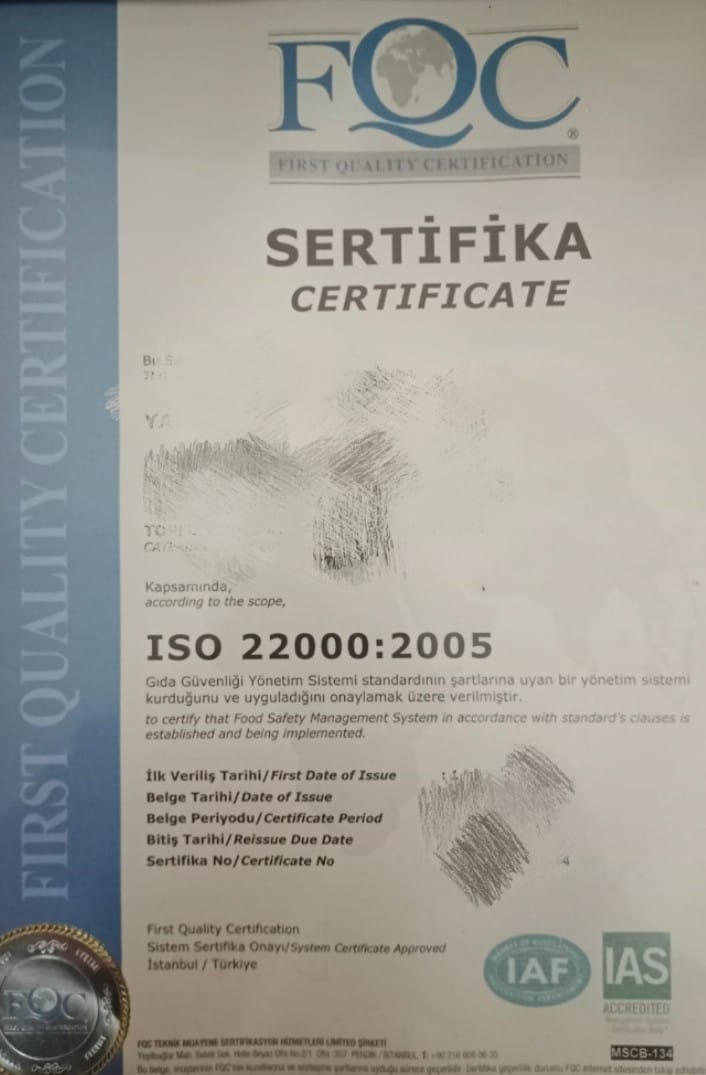 FIRST QUALITY CERTIFICATION
FQC
®
FIRST QUALITY CERTIFICATION
SERTİFİKA
CERTIFICATE
Kapsamında,
according to the scope,
ISO 22000:2005
Gıda Güvenliği Yönetim Sistemi standardının şartlarına uyan bir yönetim sistemi
kurduğunu ve uyguladığını onaylamak üzere verilmiştir.
to certify that Food Safety Management System in accordance with standard's clauses is
established and being implemented.
İlk Veriliş Tarihi/First Date of Issue
Belge Tarihi/Date of Issue
Belge Periyodu/Certificate Period
Bitiş Tarihi/Reissue Due Date
Sertifika No/Certificate No
First Quality Certification
Sistem Sertifika Onayı/System Certificate Approved
İstanbul / Türkiye
FQC
IAF
IAS
ACCREDITED
MSCB-134
FQC TEKNİK MUAYENE SERTİFİKASYON HİZMETLERİ LİMİTED ŞİRKETİ